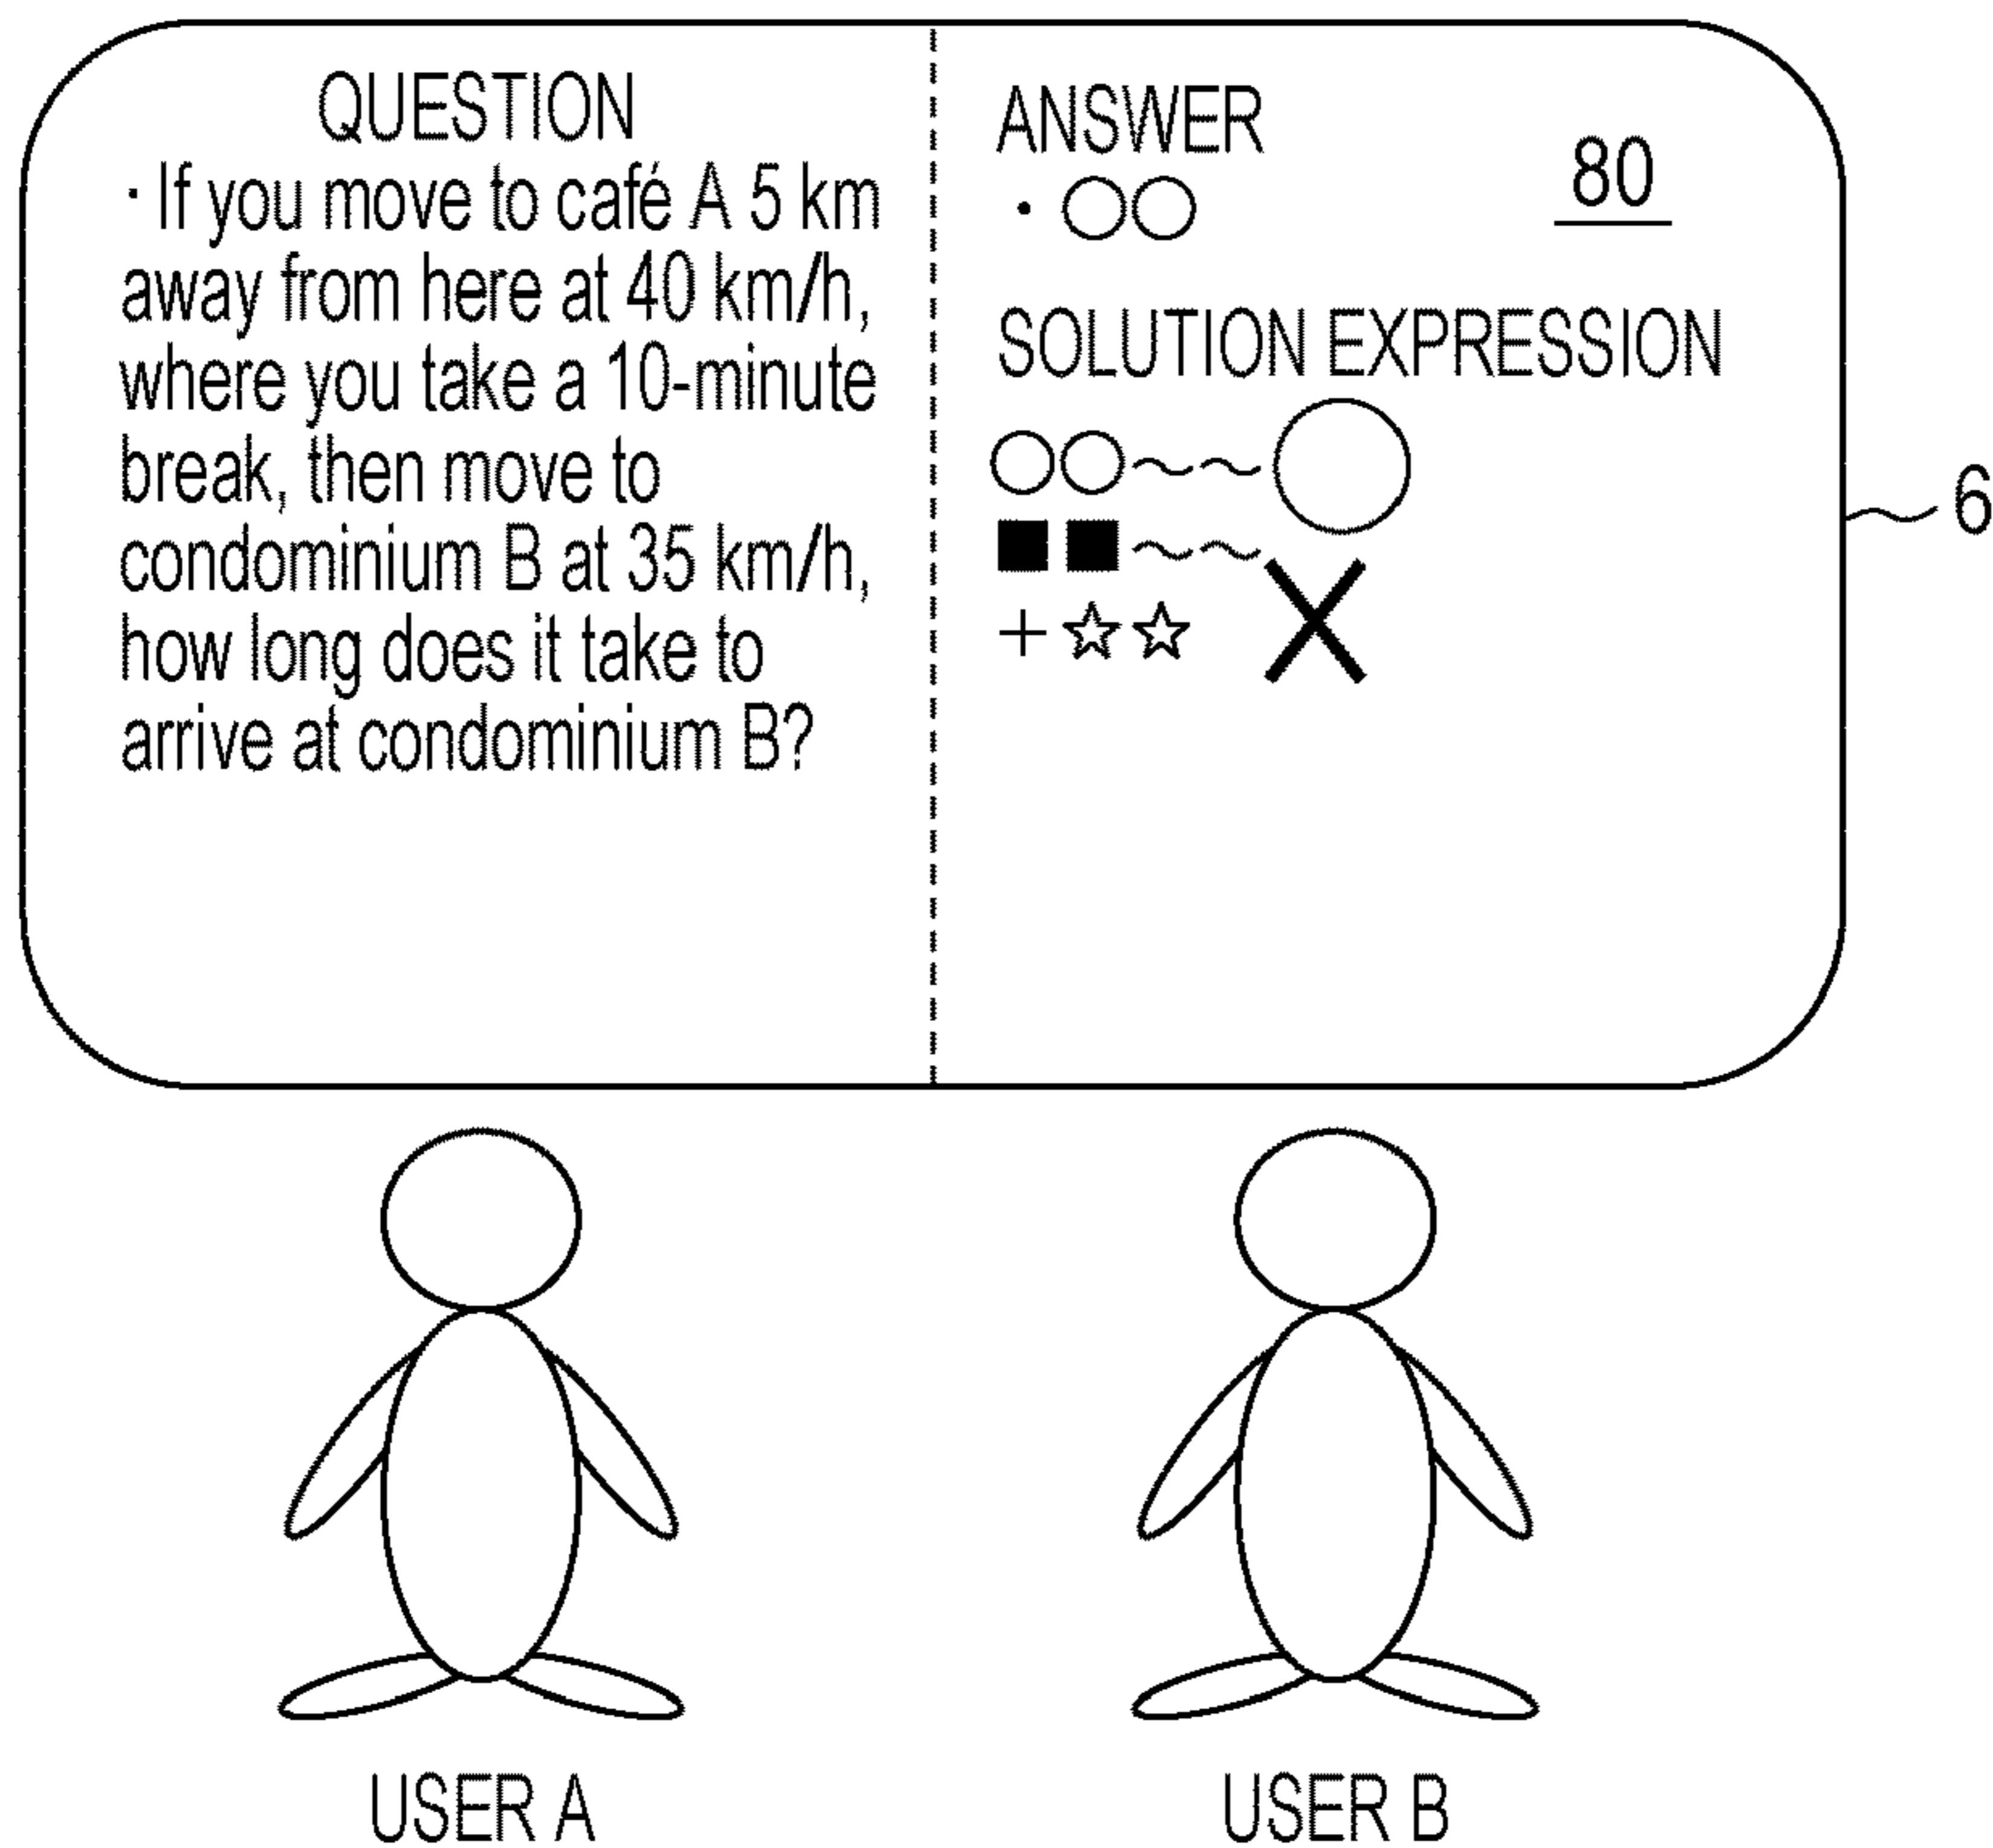 QUESTION
· If you move to café A 5 km
away from here at 40 km/h,
where you take a 10-minute
break, then move to
condominium B at 35 km/h,
how long does it take to
arrive at condominium B?
ANSWER
80
· ○○
SOLUTION EXPRESSION
○○~~○
■■~~
+☆☆ ×
6
USER A
USER B